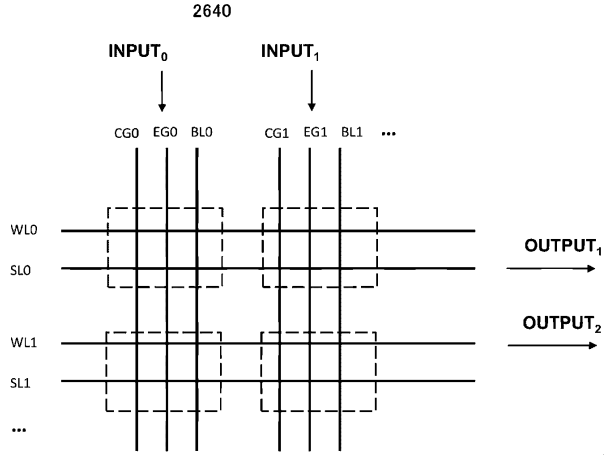 2640
INPUT₀ INPUT₁
CG0 EG0 BL0 CG1 EG1 BL1 ...
WL0
OUTPUT₁
SL0
OUTPUT₂
WL1
SL1
...